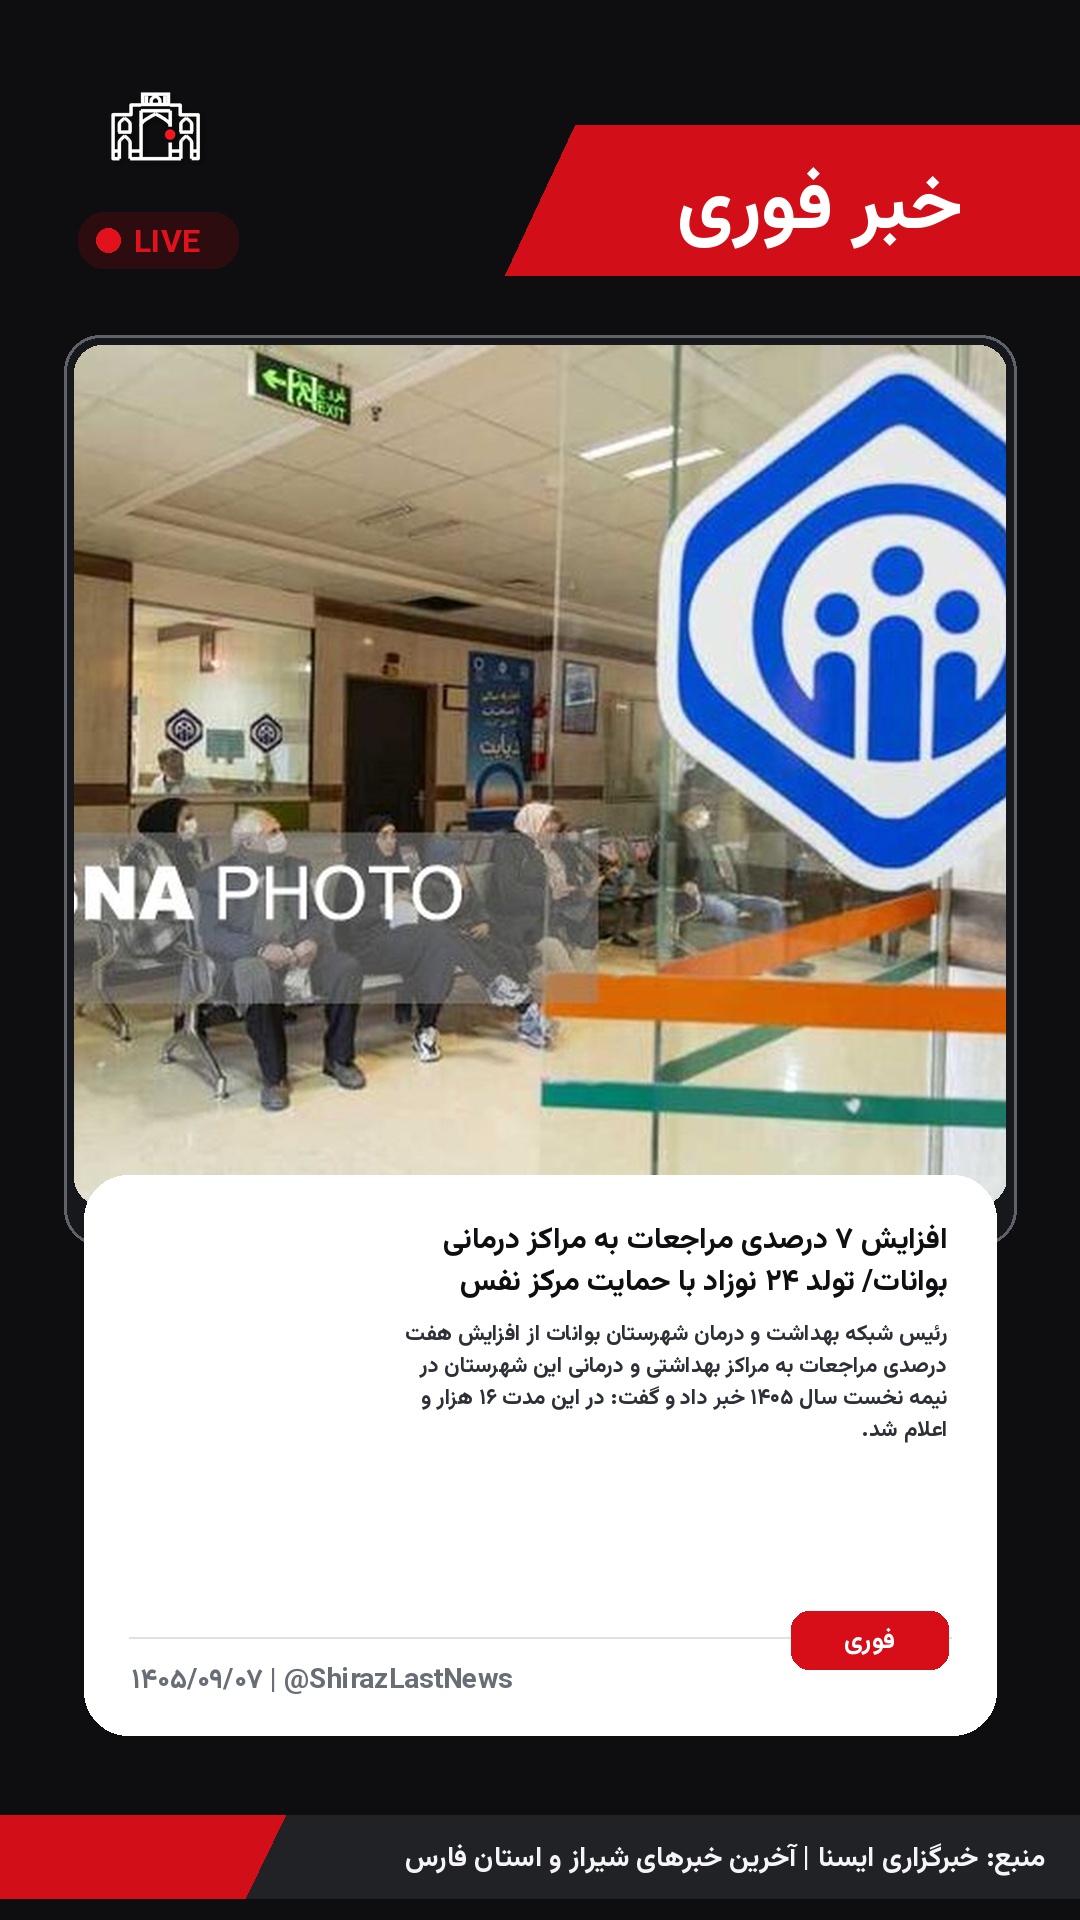 خبر فوری
LIVE
EXIT
دیابت
NA PHOTO
افزایش ۷ درصدی مراجعات به مراکز درمانی
بوانات/ تولد ۲۴ نوزاد با حمایت مرکز نفس
رئیس شبکه بهداشت و درمان شهرستان بوانات از افزایش هفت
درصدی مراجعات به مراکز بهداشتی و درمانی این شهرستان در
نیمه نخست سال ۱۴۰۵ خبر داد و گفت: در این مدت ۱۶ هزار و
اعلام شد.
فوری
۱۴۰۵/۰۹/۰۷ | @ShirazLastNews
منبع: خبرگزاری ایسنا | آخرین خبرهای شیراز و استان فارس